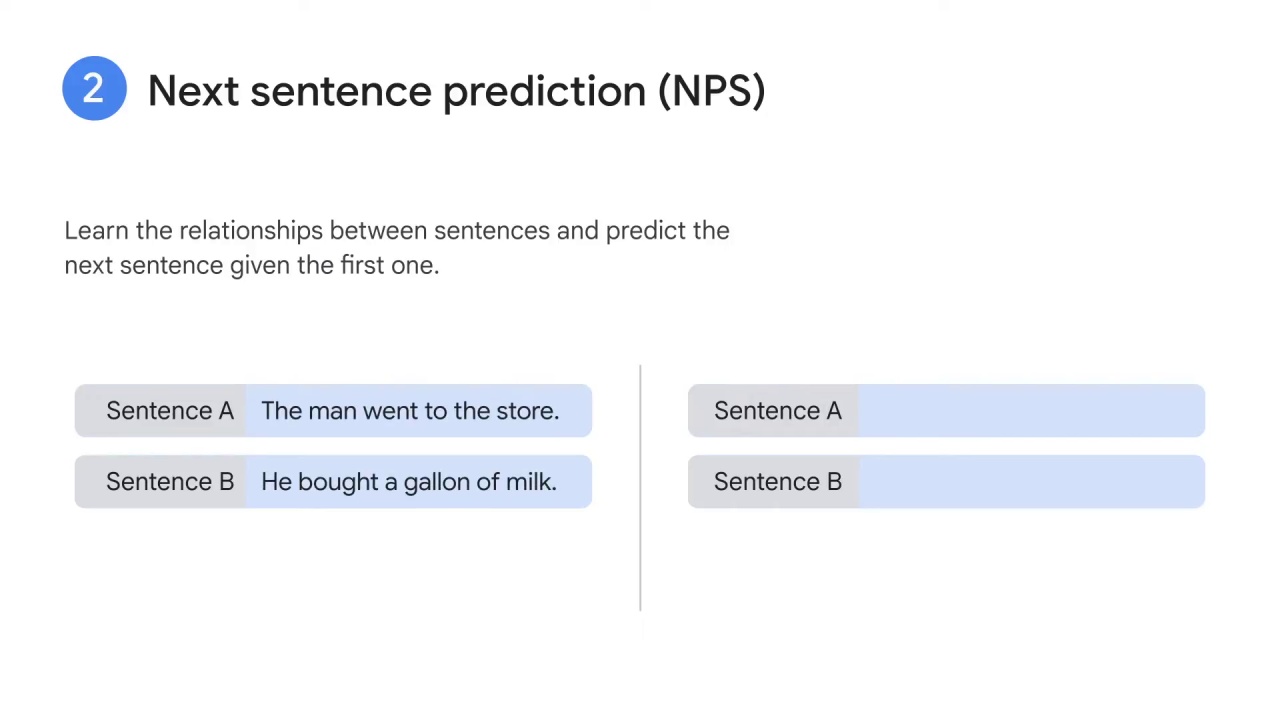 2 Next sentence prediction (NPS)
Learn the relationships between sentences and predict the
next sentence given the first one.
Sentence A The man went to the store.
Sentence B He bought a gallon of milk.
Sentence A
Sentence B